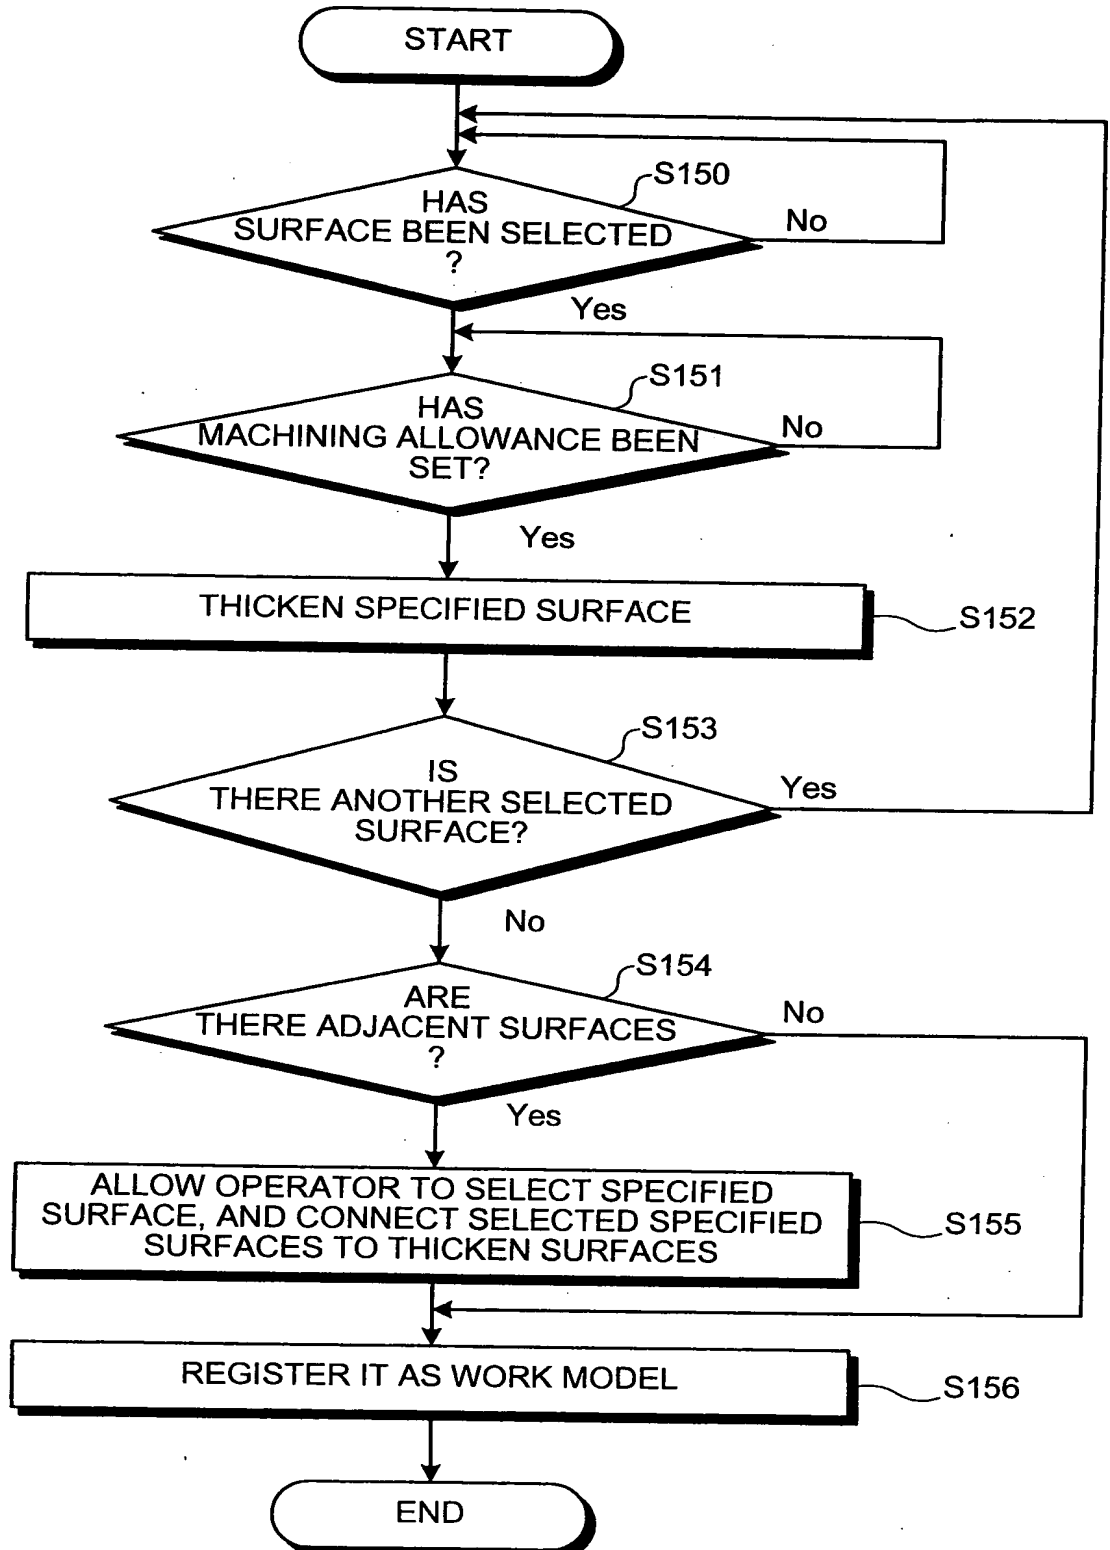 START
S150
HAS
SURFACE BEEN SELECTED
?
No
Yes
S151
HAS
MACHINING ALLOWANCE BEEN
SET?
No
Yes
THICKEN SPECIFIED SURFACE
S152
S153
IS
THERE ANOTHER SELECTED
SURFACE?
Yes
No
S154
ARE
THERE ADJACENT SURFACES
?
No
Yes
ALLOW OPERATOR TO SELECT SPECIFIED
SURFACE, AND CONNECT SELECTED SPECIFIED
SURFACES TO THICKEN SURFACES
S155
REGISTER IT AS WORK MODEL
S156
END